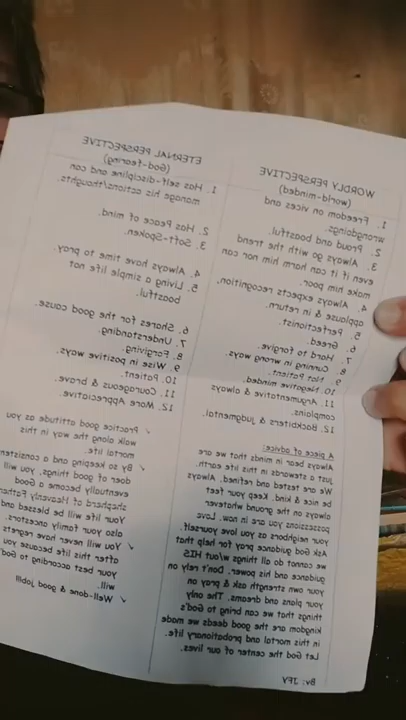 WORDLY PERSPECTIVE
(world-minded)
1. Freedom on vices and
wrongdoings.
2. Proud and boastful.
3. Always go with the trend
even if it can harm him nor can
make him poor.
4. Always expects recognition,
applause & in return.
5. Perfectionist.
6. Greed.
7. Hard to forgive.
8. Cunning in wrong ways.
9. Not Patient.
10. Negative minded.
11. Argumentative & always
complains.
12. Backbiters & judgmental.
A piece of advice:
Always bear in minds that we are
just a stewards in this life earth.
We are tested and refined. Always
be nice & kind. Keep your feet
always on the ground whatever
possessions you are in now. Love
your neighbors as you love yourself.
Ask God guidance pray for help that
we cannot do all things w/out HIS
guidance and his power. Don't rely on
your own strength ask & pray on
your plans and dreams. The only
things that we can bring to God's
kingdom are the good deeds we made
in this mortal and probationary life.
Let God the center of our lives.
By: JFY
ETERNAL PERSPECTIVE
(God-fearing)
1. Has self-discipline and can
manage his actions/thoughts.
2. Has Peace of mind.
3. Soft-Spoken.
4. Always have time to pray.
5. Living a simple life not
boastful.
6. Shares for the good cause.
7. Understanding.
8. Forgiving.
9. Wise in positive ways.
10. Patient.
11. Courageous & brave.
12. More Appreciative.
✓ Practice good attitude as you
walk along the way in this
mortal life.
✓ By so keeping and a consistent
doer of good things, you will
eventually become a Good
shepherd of Heavenly Father
Your life will be blessed and
also your family ancestors.
✓ You will never have regrets
after this life because you
your best according to God
will.
✓ Well-done & good job!!!